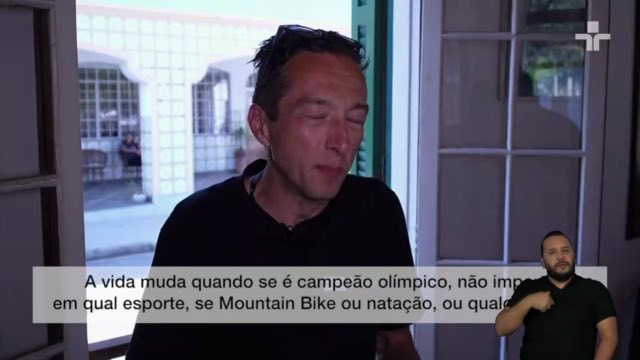 A vida muda quando se é campeão olímpico, não
em qual esporte, se Mountain Bike ou natação, ou